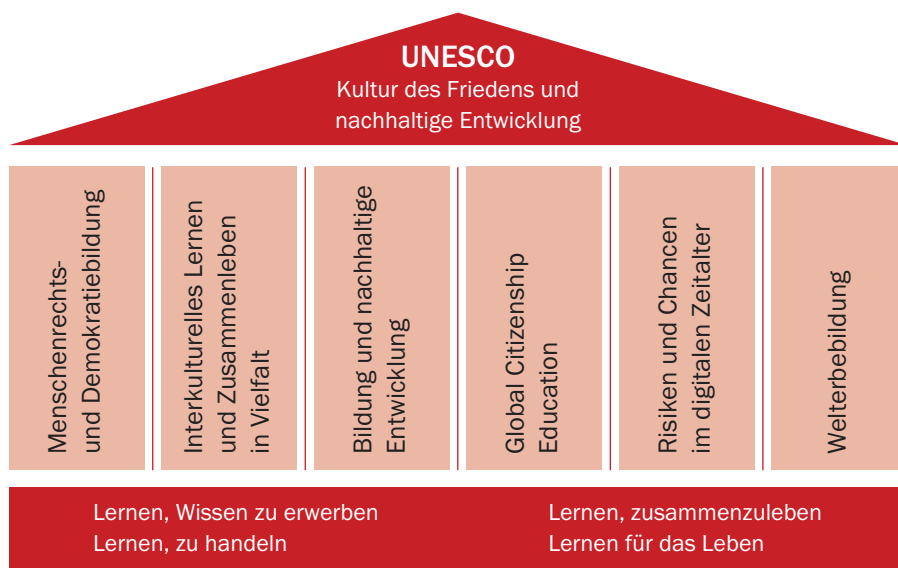 UNESCO
Kultur des Friedens und
nachhaltige Entwicklung
Menschenrechts-
und Demokratiebildung
Interkulturelles Lernen
und Zusammenleben
in Vielfalt
Bildung und nachhaltige
Entwicklung
Global Citizenship
Education
Risiken und Chancen
im digitalen Zeitalter
Welterbebildung
Lernen, Wissen zu erwerben
Lernen, zu handeln
Lernen, zusammenzuleben
Lernen für das Leben